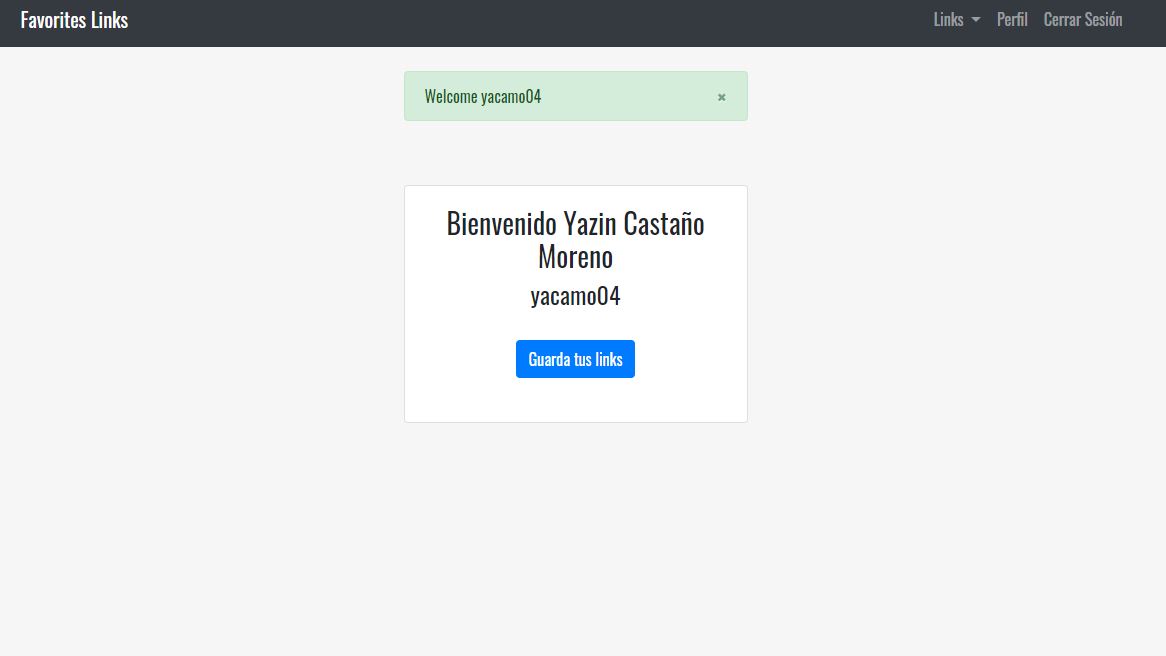 Favorites Links
Links
Perfil
Cerrar Sesión
Welcome yacamo04
×
Bienvenido Yazin Castaño
Moreno
yacamo04
Guarda tus links